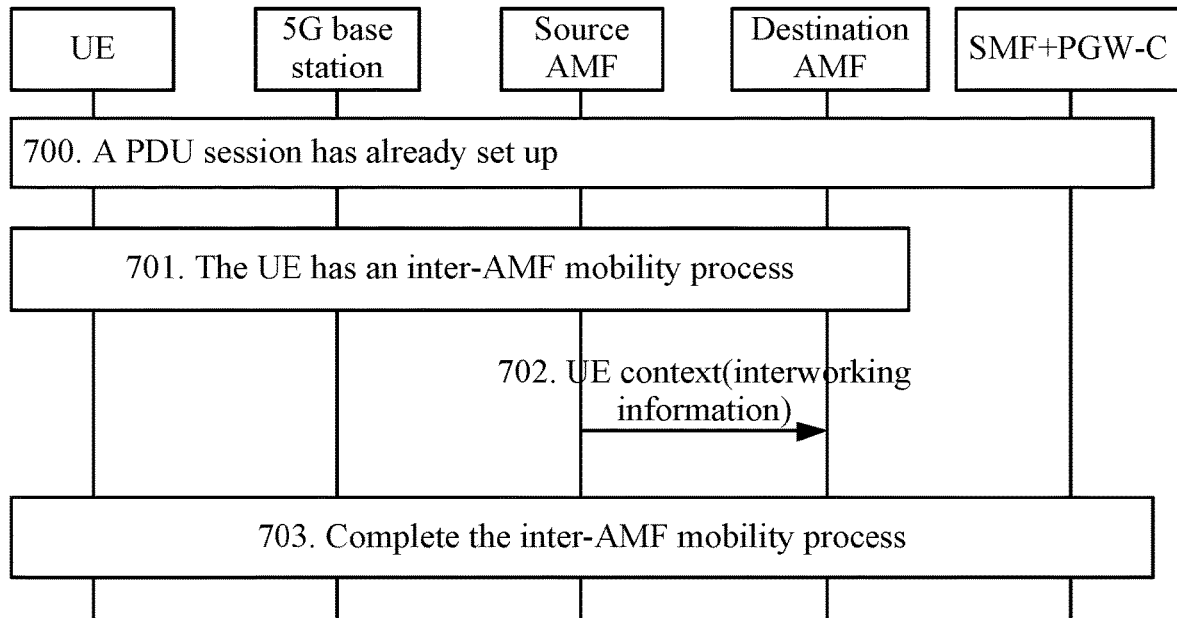 UE
5G base
station
Source
AMF
Destination
AMF
SMF+PGW-C
700. A PDU session has already set up
701. The UE has an inter-AMF mobility process
702. UE context(interworking
information)
703. Complete the inter-AMF mobility process